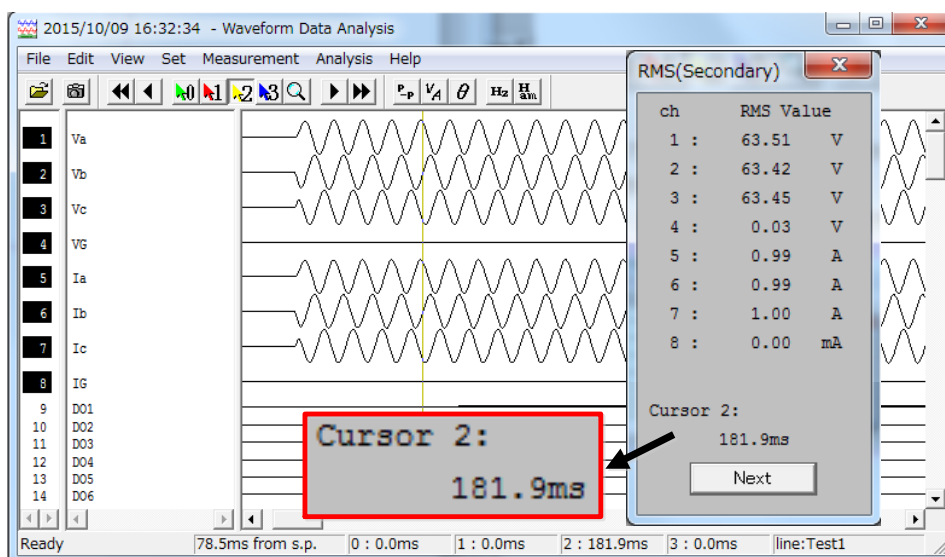 2015/10/09 16:32:34 - Waveform Data Analysis
File Edit View Set Measurement Analysis Help
0 1 2 3 P-P V/A θ Hz Ham
1 Va
2 Vb
3 Vc
4 VG
5 Ia
6 Ib
7 Ic
8 IG
9 DO1
10 DO2
11 DO3
12 DO4
13 DO5
14 DO6
RMS(Secondary)
ch RMS Value
1 : 63.51 V
2 : 63.42 V
3 : 63.45 V
4 : 0.03 V
5 : 0.99 A
6 : 0.99 A
7 : 1.00 A
8 : 0.00 mA
Cursor 2:
181.9ms
Next
Cursor 2:
181.9ms
Ready 78.5ms from s.p. 0 : 0.0ms 1 : 0.0ms 2 : 181.9ms 3 : 0.0ms line:Test1